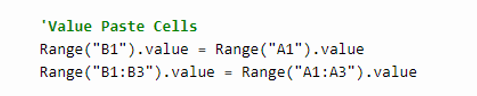 'Value Paste Cells
Range("B1").value = Range("A1").value
Range("B1:B3").value = Range("A1:A3").value